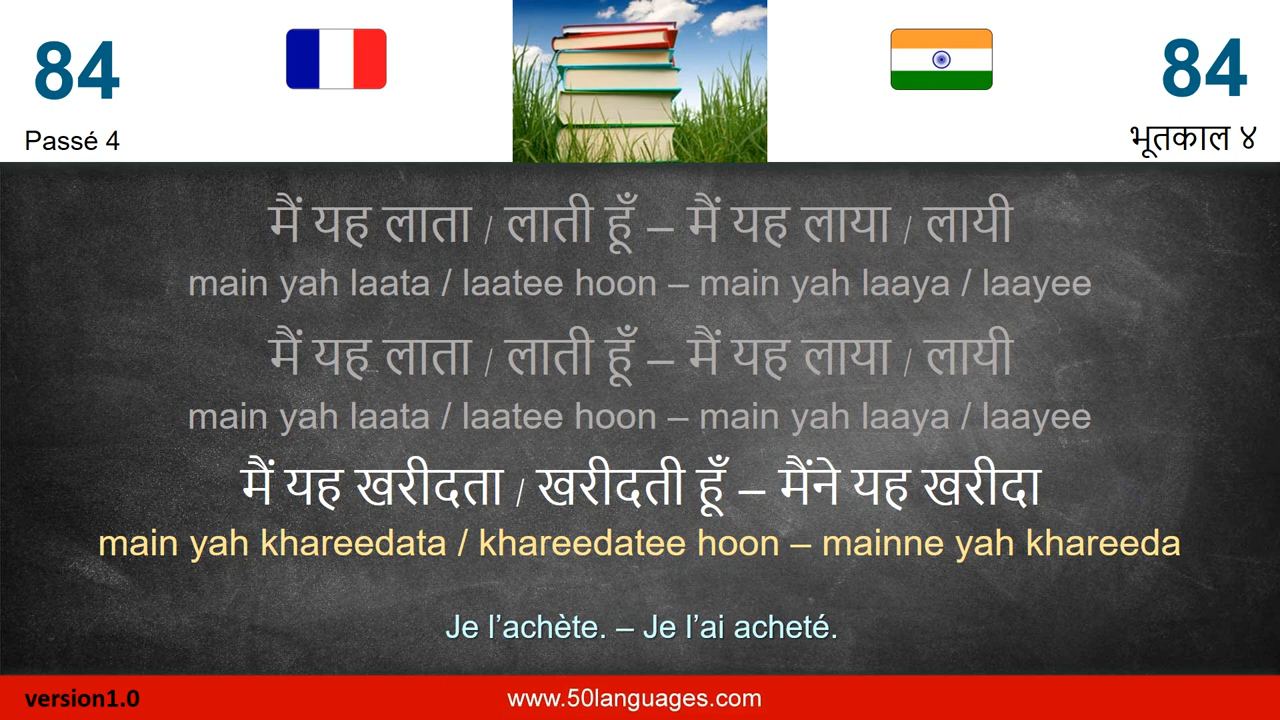 84
84
Passé 4
भूतकाल ४
मैं यह लाता / लाती हूँ – मैं यह लाया / लायी
main yah laata / laatee hoon – main yah laaya / laayee
मैं यह लाता / लाती हूँ – मैं यह लाया / लायी
main yah laata / laatee hoon – main yah laaya / laayee
मैं यह खरीदता / खरीदती हूँ – मैंने यह खरीदा
main yah khareedata / khareedatee hoon – mainne yah khareeda
Je l’achète. – Je l’ai acheté.
version1.0
www.50languages.com